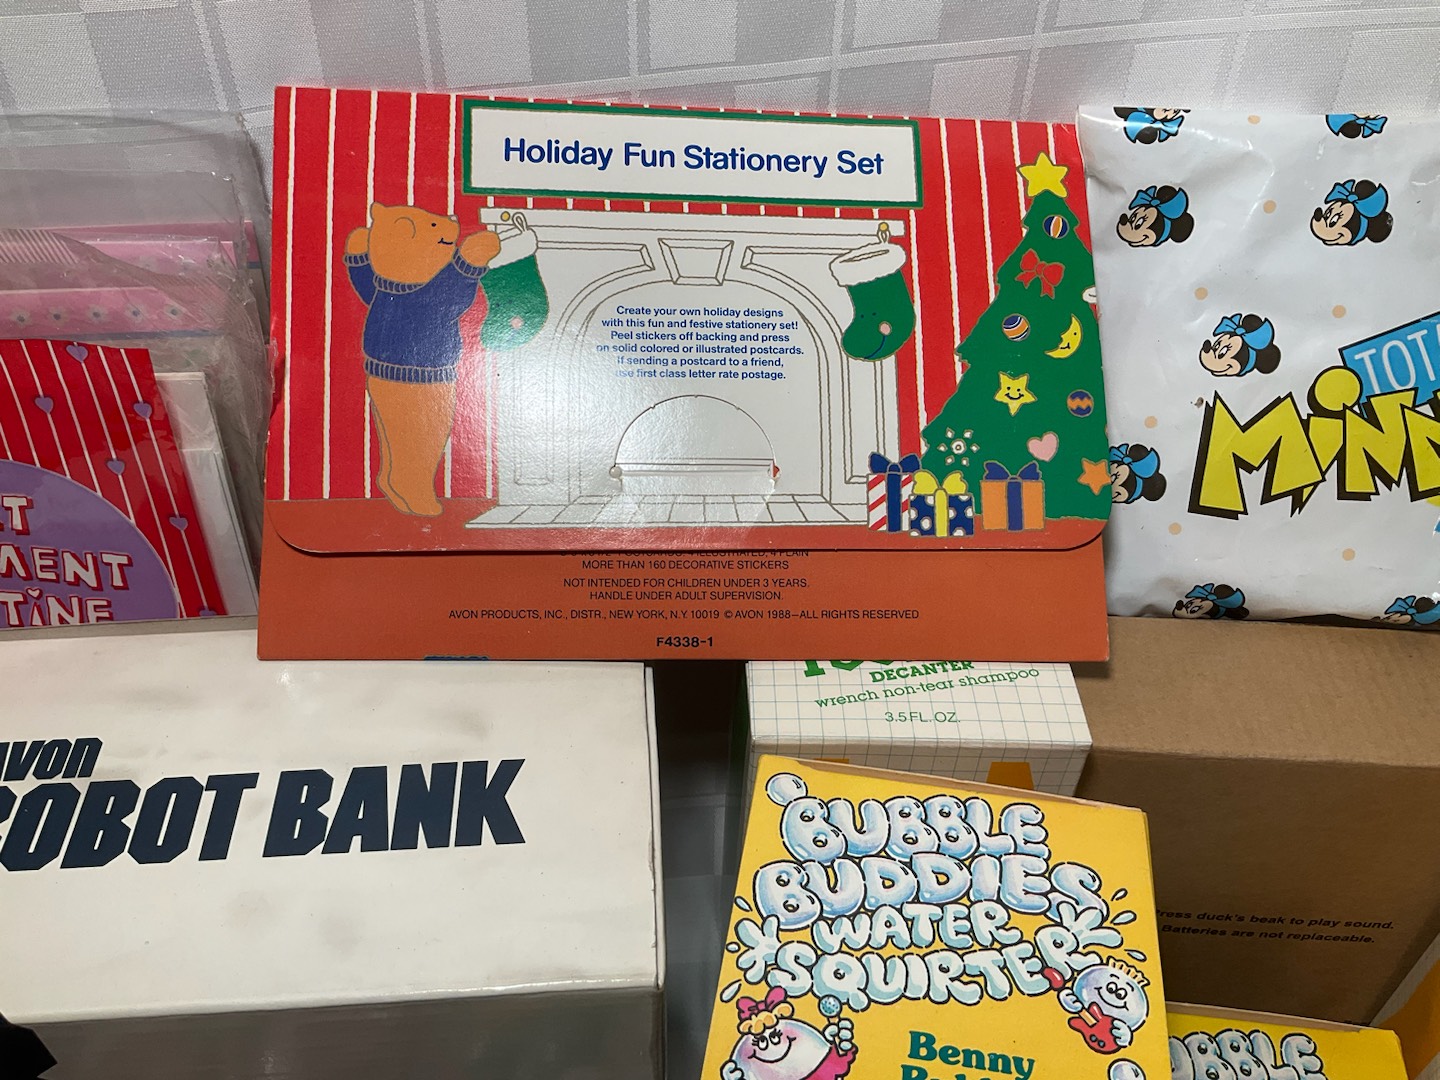 Holiday Fun Stationery Set
Create your own holiday designs
with this fun and festive stationery set!
Peel stickers off backing and press
on solid colored or illustrated postcards.
If sending a postcard to a friend,
use first class letter rate postage.
ILLUSTRATED, 4 PLAIN
MORE THAN 160 DECORATIVE STICKERS
NOT INTENDED FOR CHILDREN UNDER 3 YEARS.
HANDLE UNDER ADULT SUPERVISION.
AVON PRODUCTS, INC., DISTR., NEW YORK, N.Y. 10019 © AVON 1988—ALL RIGHTS RESERVED
F4338-1
AVON
ROBOT BANK
DECANTER
wrench non-tear shampoo
3.5 FL. OZ.
BUBBLE
BUDDIES
WATER
SQUIRTER
Benny
Press duck's beak to play sound.
Batteries are not replaceable.